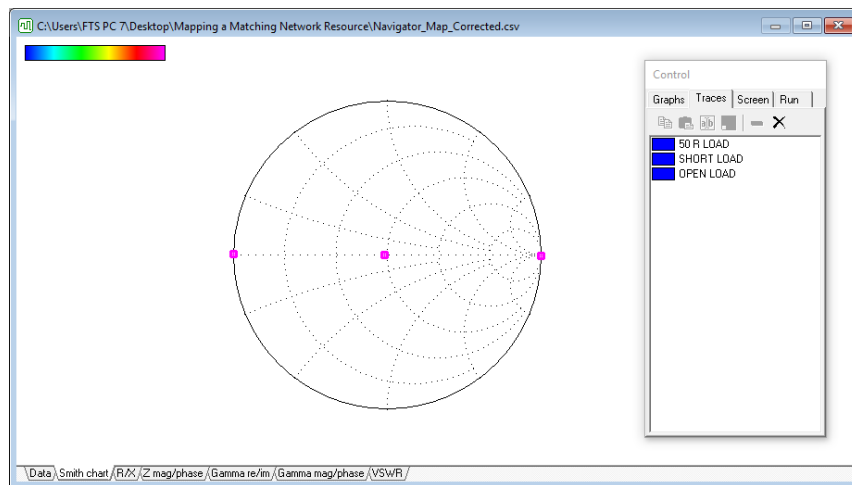 C:\Users\FTS PC 7\Desktop\Mapping a Matching Network Resource\Navigator_Map_Corrected.csv
Control
Graphs Traces Screen Run
a b
50 R LOAD
SHORT LOAD
OPEN LOAD
Data Smith chart R/X Z mag/phase Gamma re/im Gamma mag/phase VSWR